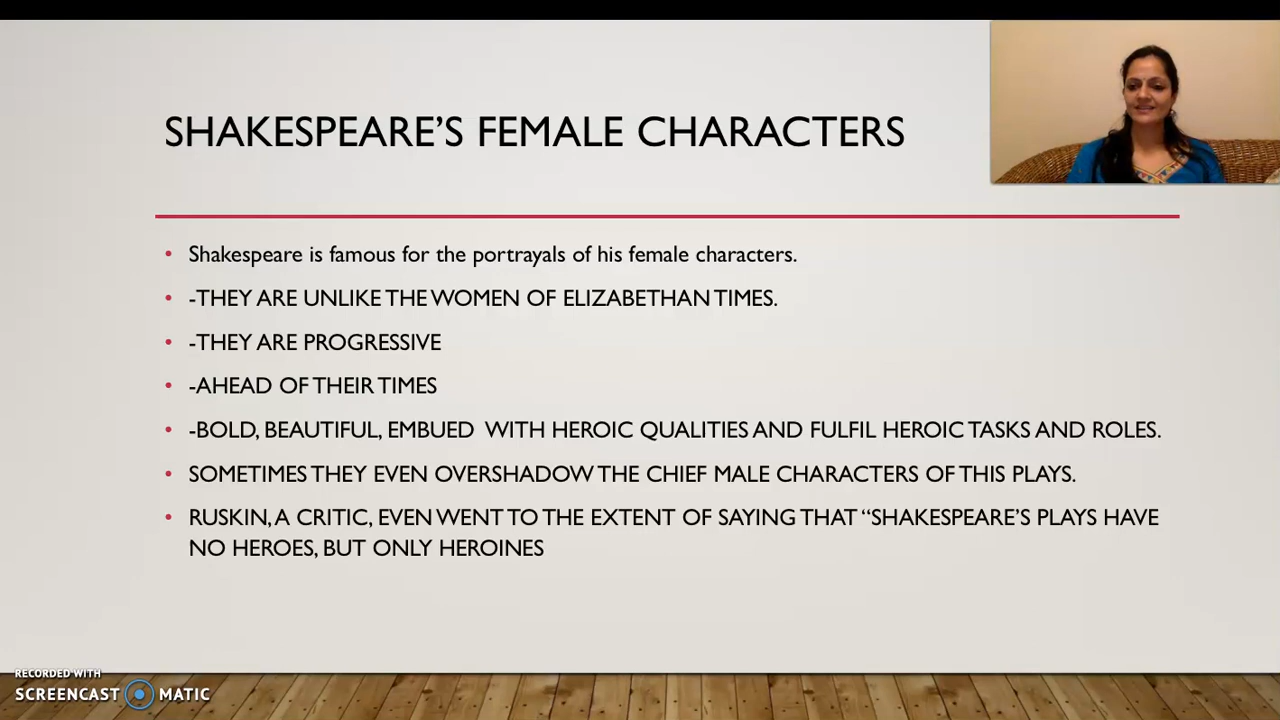 SHAKESPEARE’S FEMALE CHARACTERS
• Shakespeare is famous for the portrayals of his female characters.
• -THEY ARE UNLIKE THE WOMEN OF ELIZABETHAN TIMES.
• -THEY ARE PROGRESSIVE
• -AHEAD OF THEIR TIMES
• -BOLD, BEAUTIFUL, EMBUED WITH HEROIC QUALITIES AND FULFIL HEROIC TASKS AND ROLES.
• SOMETIMES THEY EVEN OVERSHADOW THE CHIEF MALE CHARACTERS OF THIS PLAYS.
• RUSKIN, A CRITIC, EVEN WENT TO THE EXTENT OF SAYING THAT “SHAKESPEARE’S PLAYS HAVE
NO HEROES, BUT ONLY HEROINES
RECORDED WITH
SCREENCAST MATIC